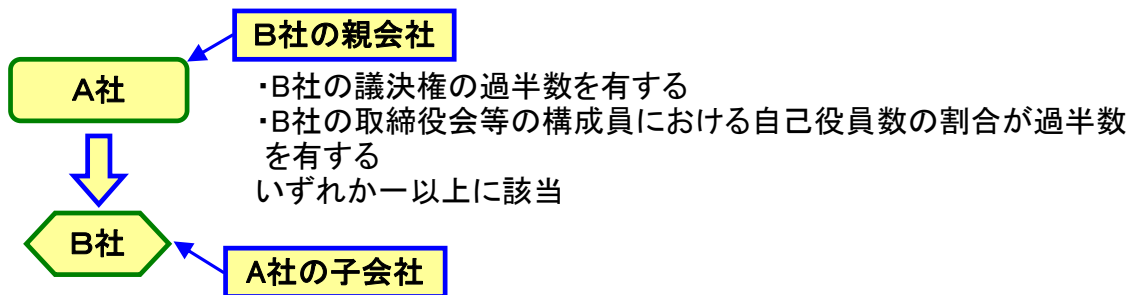 B社の親会社
A社
・B社の議決権の過半数を有する
・B社の取締役会等の構成員における自己役員数の割合が過半数
を有する
いずれか一以上に該当
B社
A社の子会社